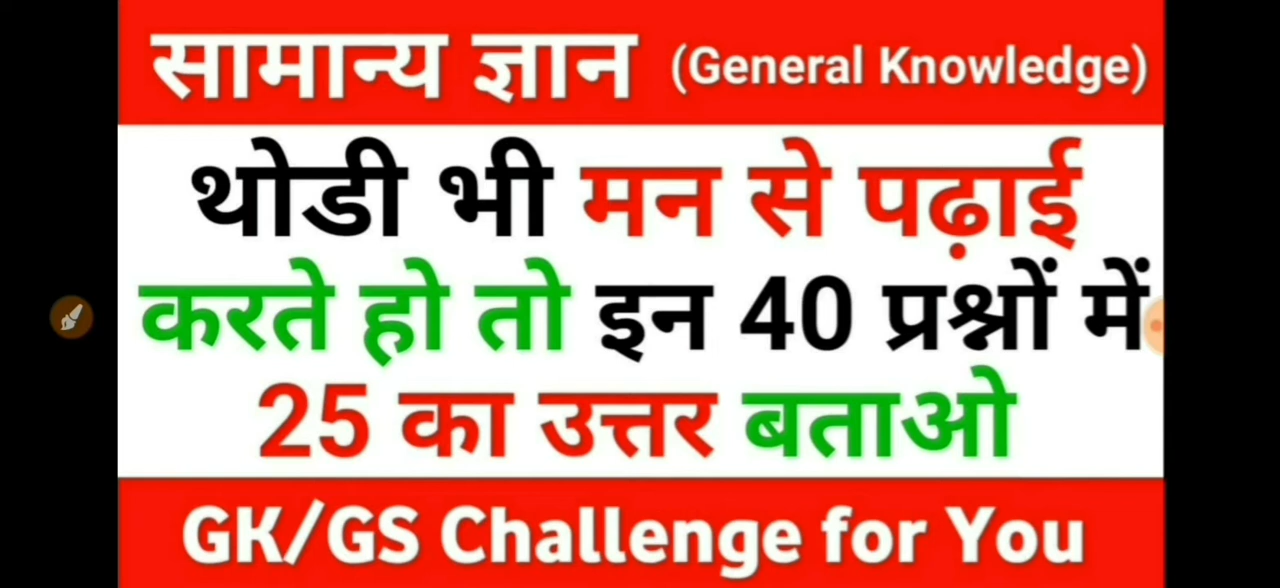 सामान्य ज्ञान (General Knowledge)
थोडी भी मन से पढ़ाई
करते हो तो इन 40 प्रश्नों में
25 का उत्तर बताओ
GK/GS Challenge for You